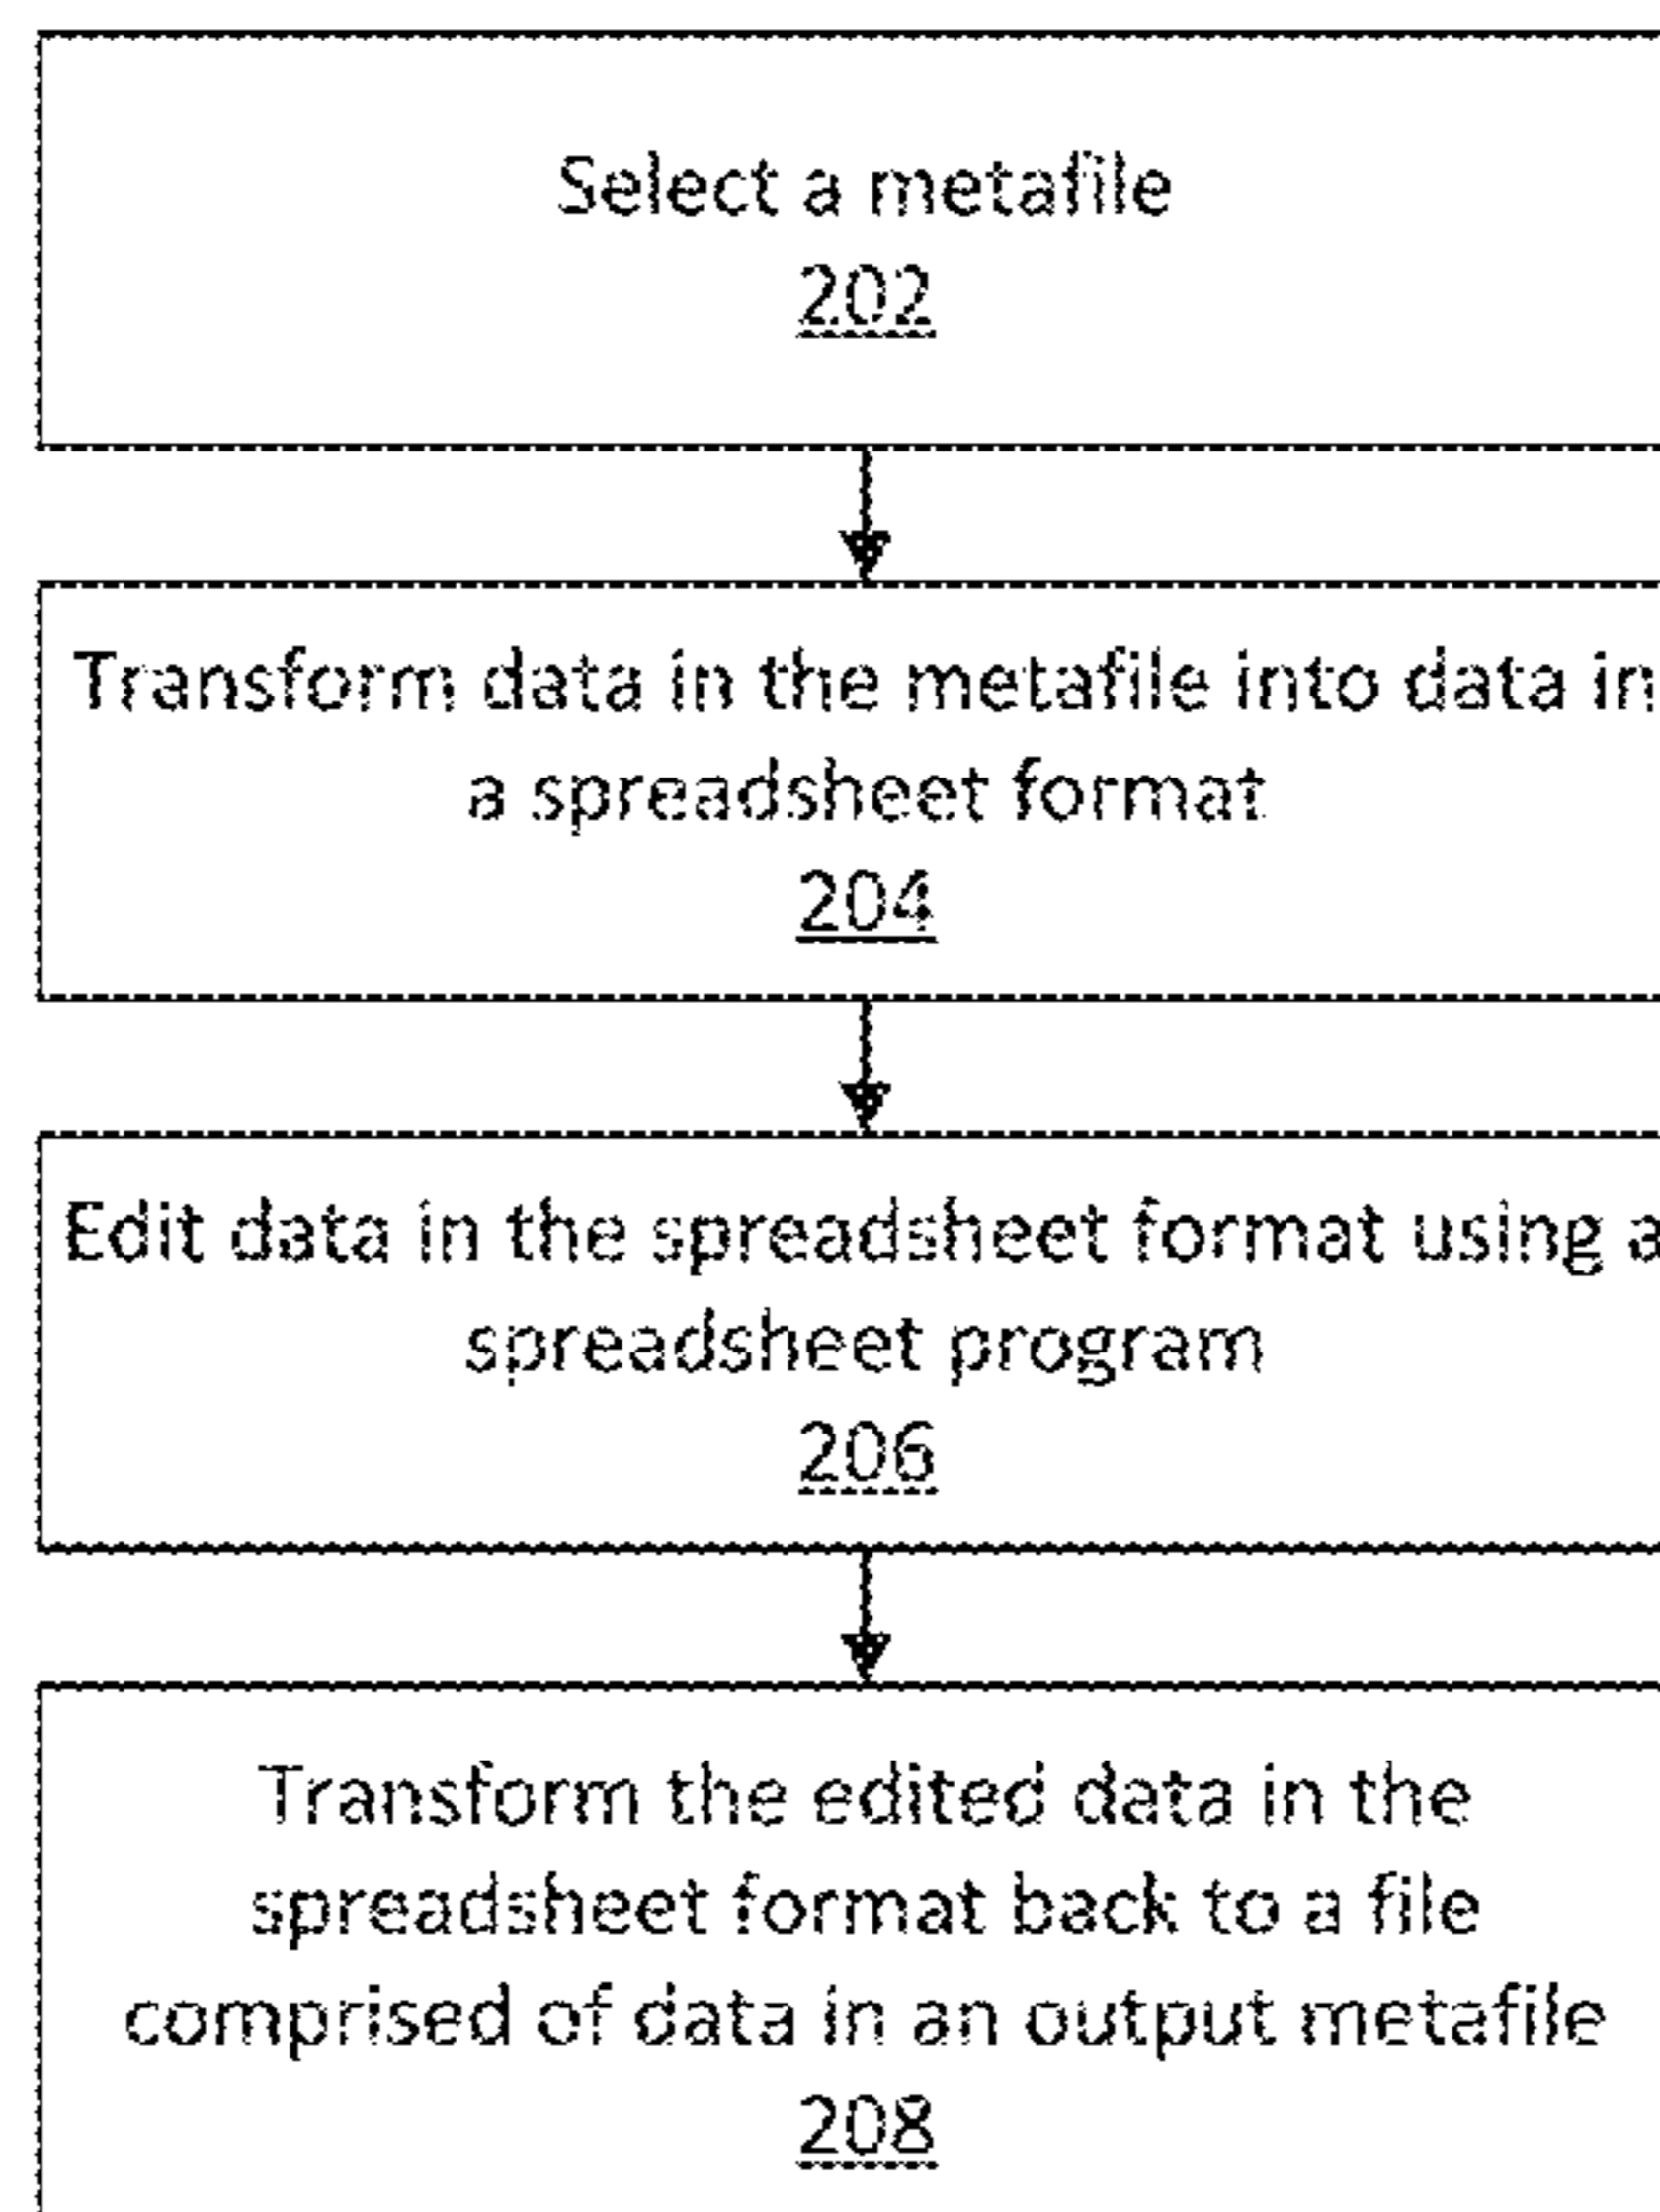 Select a metafile
202
Transform data in the metafile into data in
a spreadsheet format
204
Edit data in the spreadsheet format using a
spreadsheet program
206
Transform the edited data in the
spreadsheet format back to a file
comprised of data in an output metafile
208